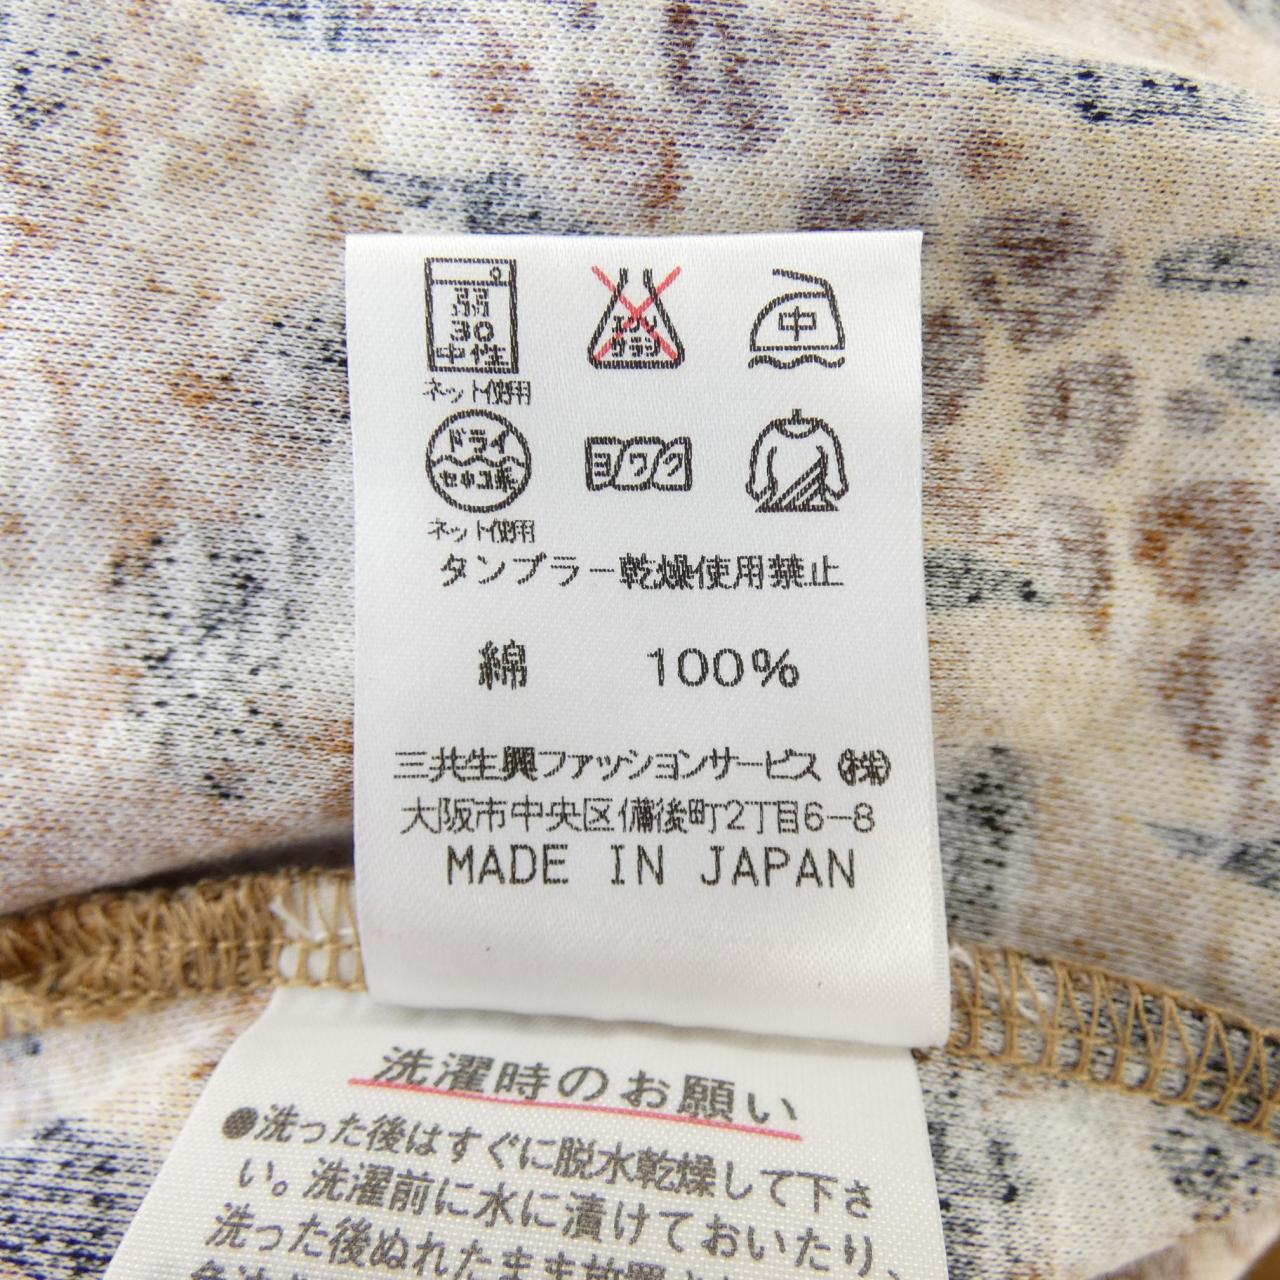 弱
30
中性
ネット使用
エンソ
サラシ
中
ドライ
セキユ系
ネット使用
ヨワク
タンブラー乾燥使用禁止
綿 100%
三共生興ファッションサービス ㈱
大阪市中央区備後町2丁目6-8
MADE IN JAPAN
洗濯時のお願い
●洗った後はすぐに脱水乾燥して下さ
い。洗濯前に水に漬けておいたり、
洗った後ぬれたまま放置